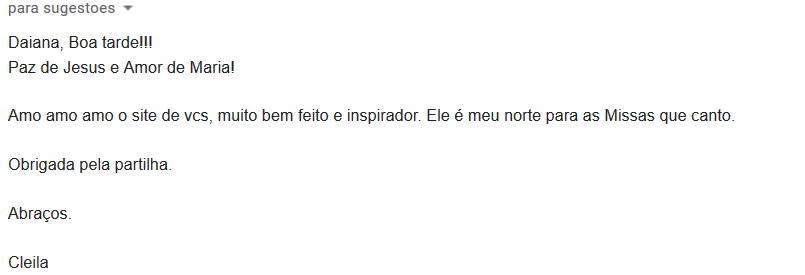 para sugestoes
Daiana, Boa tarde!!!
Paz de Jesus e Amor de Maria!
Amo amo amo o site de vcs, muito bem feito e inspirador. Ele é meu norte para as Missas que canto.
Obrigada pela partilha.
Abraços.
Cleila